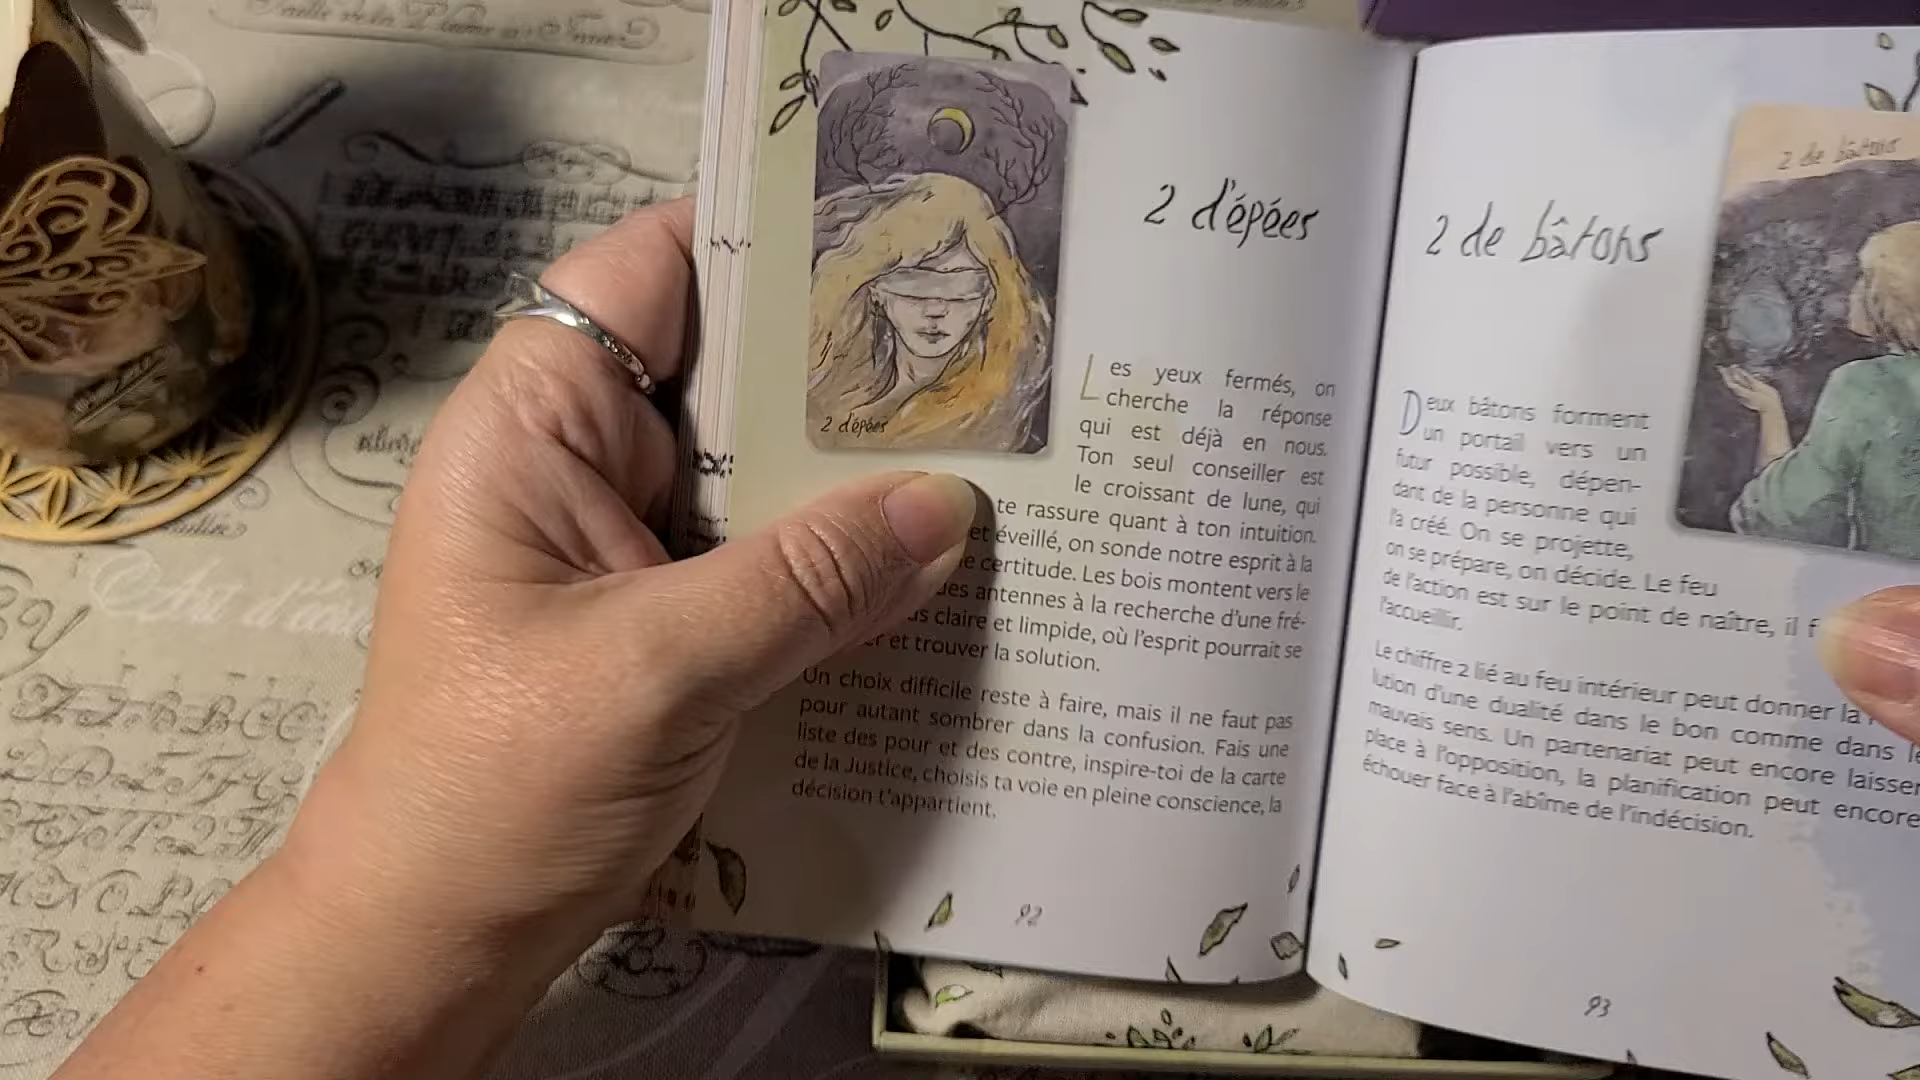 2 d'épées
2 d'épées
Les yeux fermés, on
cherche la réponse
qui est déjà en nous.
Ton seul conseiller est
le croissant de lune, qui
te rassure quant à ton intuition.
et éveillé, on sonde notre esprit à la
certitude. Les bois montent vers le
antennes à la recherche d'une fré-
claire et limpide, où l'esprit pourrait se
et trouver la solution.
Un choix difficile reste à faire, mais il ne faut pas
pour autant sombrer dans la confusion. Fais une
liste des pour et des contre, inspire-toi de la carte
de la Justice, choisis ta voie en pleine conscience, la
décision t'appartient.
92
2 de bâtons
2 de bâtons
Deux bâtons forment
un portail vers un
futur possible, dépen-
dant de la personne qui
l'a créé. On se projette,
on se prépare, on décide. Le feu
de l'action est sur le point de naître, il
l'accueillir.
Le chiffre 2 lié au feu intérieur peut donner la
lution d'une dualité dans le bon comme dans le
mauvais sens. Un partenariat peut encore laisser
place à l'opposition, la planification peut encore
échouer face à l'abîme de l'indécision.
93